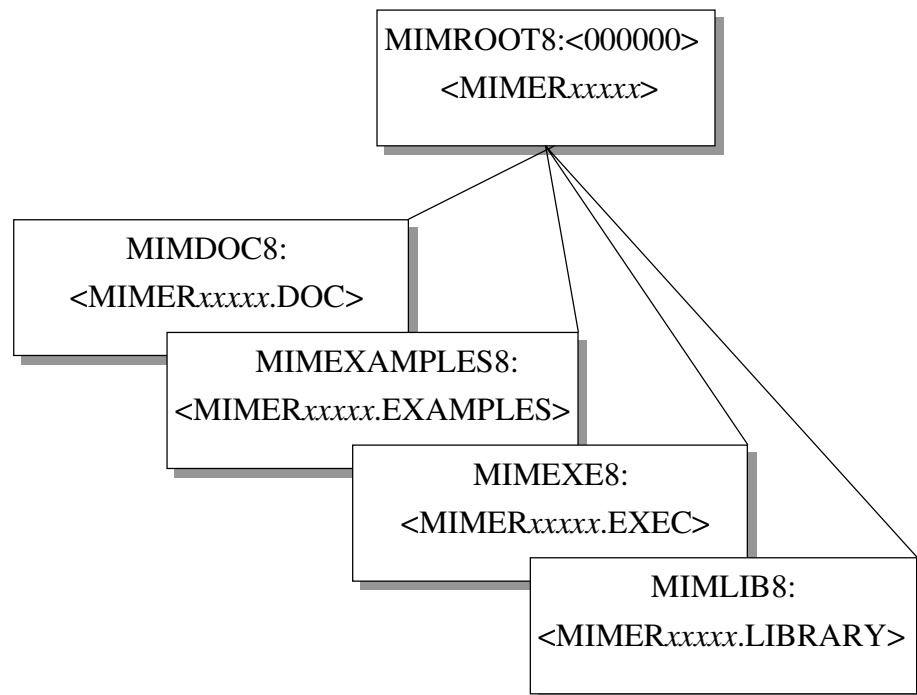 MIMROOT8:<000000>
<MIMERxxxxx>
MIMDOC8:
<MIMERxxxxx.DOC>
MIMEXAMPLES8:
<MIMERxxxxx.EXAMPLES>
MIMEXE8:
<MIMERxxxxx.EXEC>
MIMLIB8:
<MIMERxxxxx.LIBRARY>